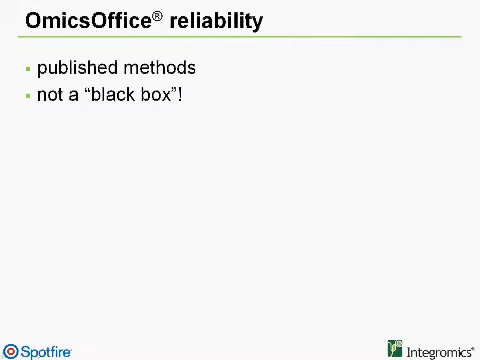 OmicsOffice® reliability
published methods
not a “black box”!
Spotfire
Integromics®